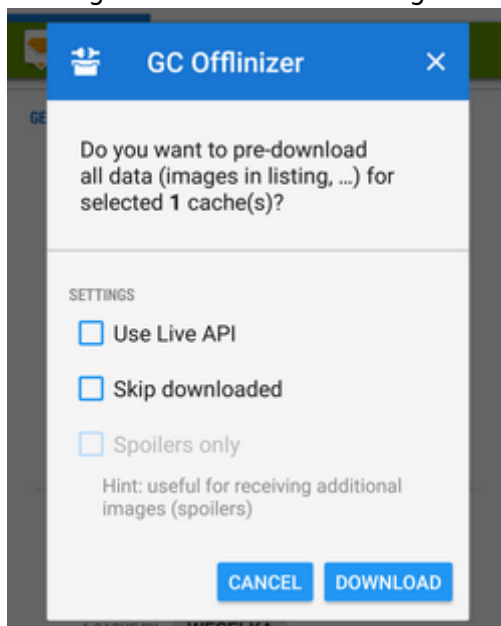 GC Offlinizer
GE
Do you want to pre-download
all data (images in listing, ...) for
selected 1 cache(s)?
SETTINGS
Use Live API
Skip downloaded
Spoilers only
Hint: useful for receiving additional
images (spoilers)
CANCEL DOWNLOAD